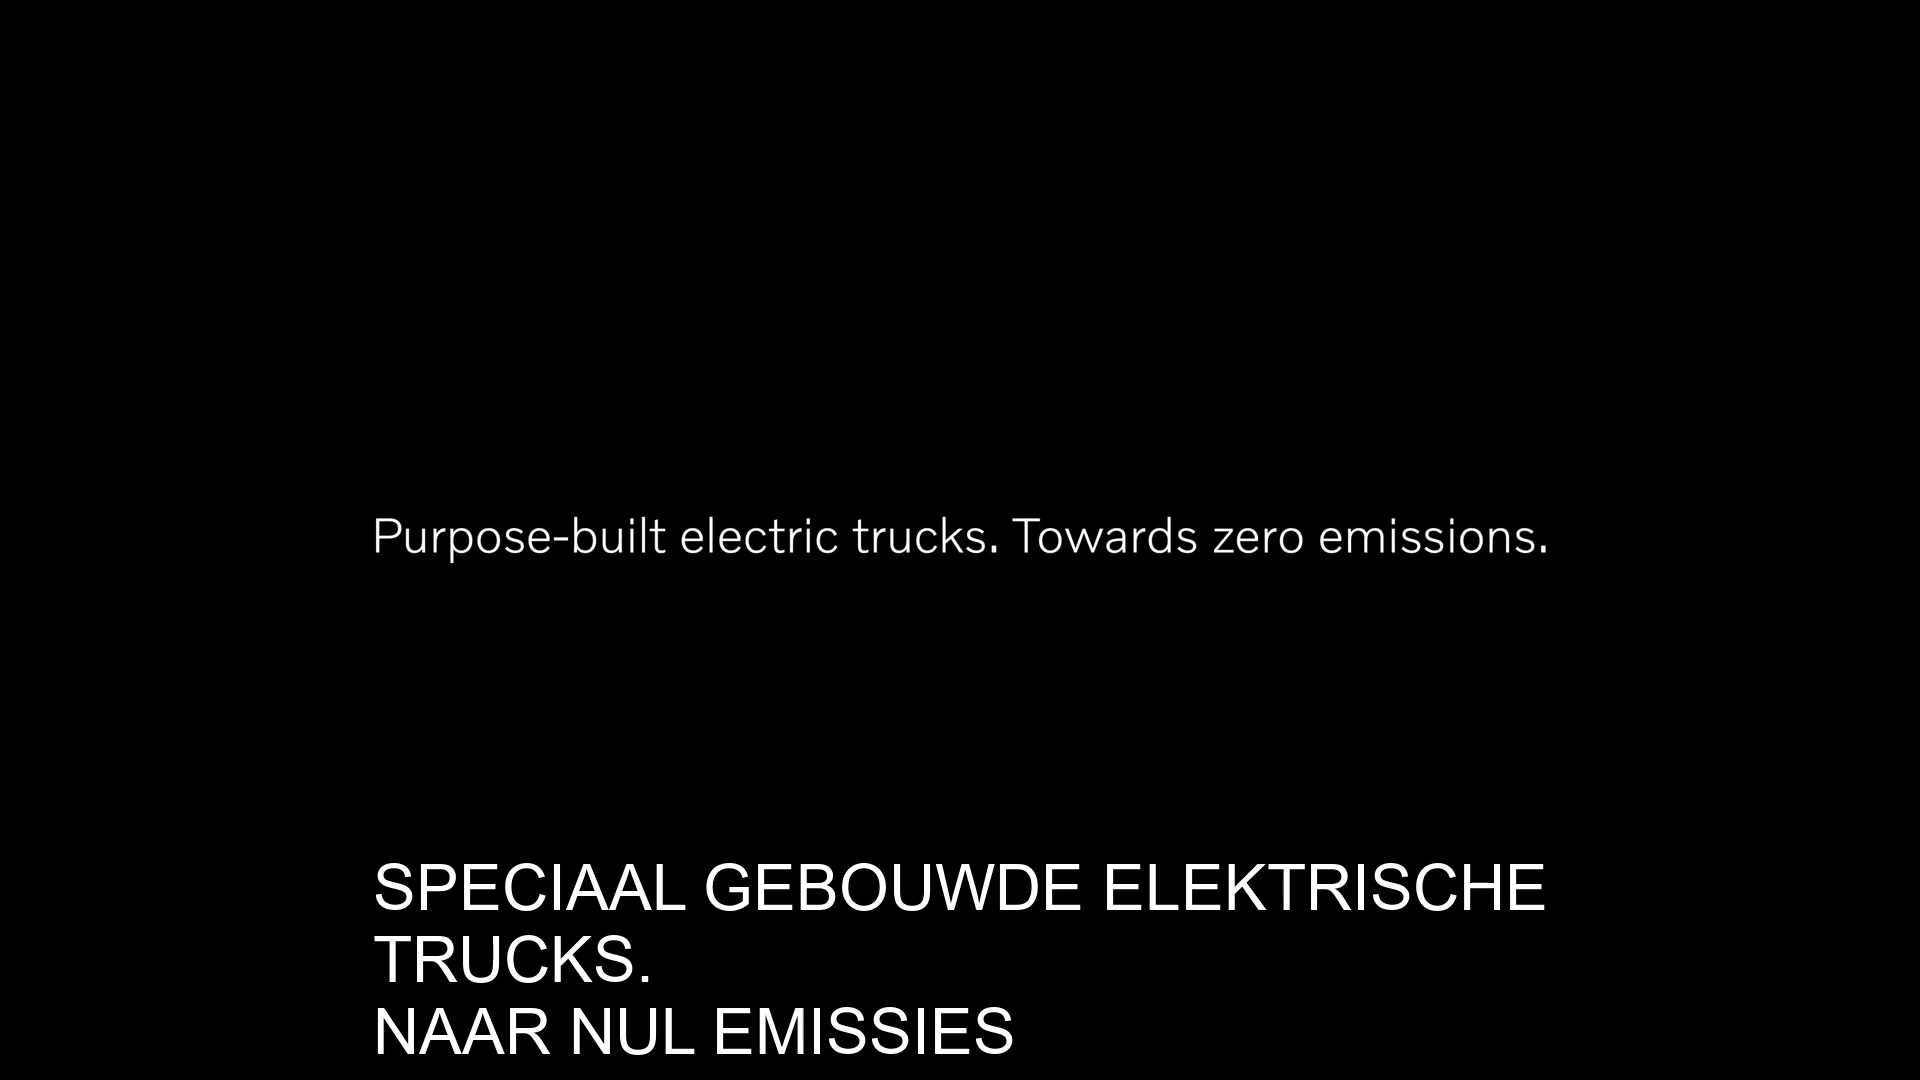 Purpose-built electric trucks. Towards zero emissions.
SPECIAAL GEBOUWDE ELEKTRISCHE
TRUCKS.
NAAR NUL EMISSIES